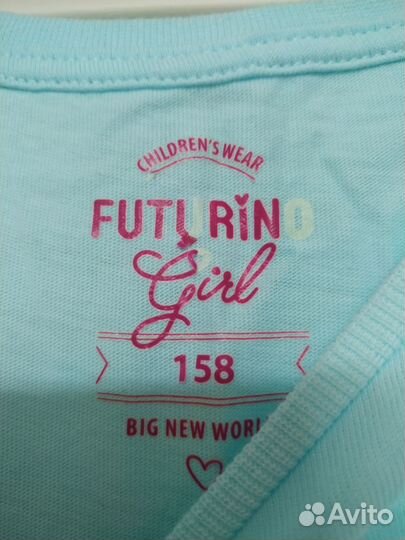 CHILDREN'S WEAR
FUTURINO
Girl
158
BIG NEW WORL
Avito